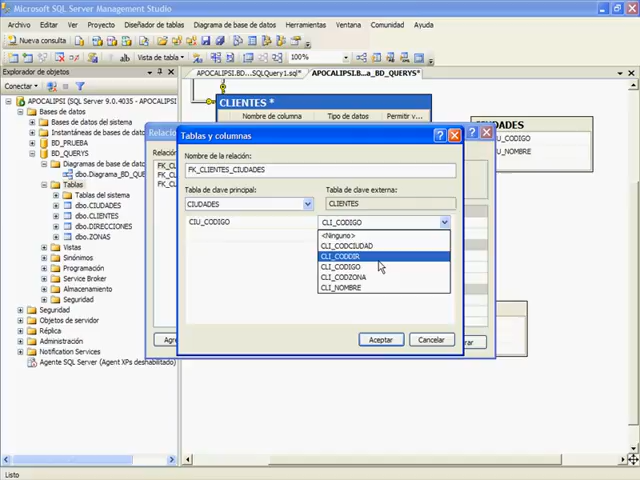 Microsoft SQL Server Management Studio
Archivo Editar Ver Proyecto Diseñador de tablas Diagrama de base de datos Herramientas Ventana Comunidad Ayuda
Nueva consulta
Vista de tabla 100%
Explorador de objetos
APOCALIPSI.BD...SQLQuery1.sql* APOCALIPSI.B...a_BD_QUERYS*
Conectar
APOCALIPSI (SQL Server 9.0.4035 - APOCALIPSI
Bases de datos
Bases de datos del sistema
Instantáneas de bases de datos
BD_PRUEBA
BD_QUERYS
Diagramas de base de datos
dbo.Diagrama_BD_
Tablas
Tablas del sistema
dbo.CIUDADES
dbo.CLIENTES
dbo.DIRECCIONES
dbo.ZONAS
Vistas
Sinónimos
Programación
Service Broker
Almacenamiento
Seguridad
Seguridad
Objetos de servidor
Réplica
Administración
Notification Services
Agente SQL Server (Agent XPs deshabilitado)
CLIENTES *
Nombre de columna Tipo de datos Permitir v...
Tablas y columnas
Nombre de la relación:
FK_CLIENTES_CIUDADES
Tabla de clave principal: Tabla de clave externa:
CIUDADES CLIENTES
CIU_CODIGO CLI_CODIGO
<Ninguno>
CLI_CODCIUDAD
CLI_CODDIR
CLI_CODIGO
CLI_CODZONA
CLI_NOMBRE
Aceptar Cancelar
Listo